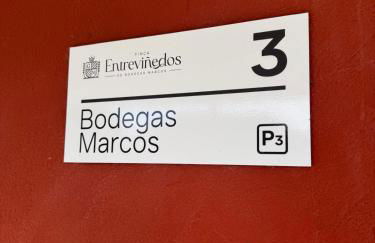 FINCA
Entreviñedos
DE BODEGAS MARCOS
3
Bodegas
Marcos
P3